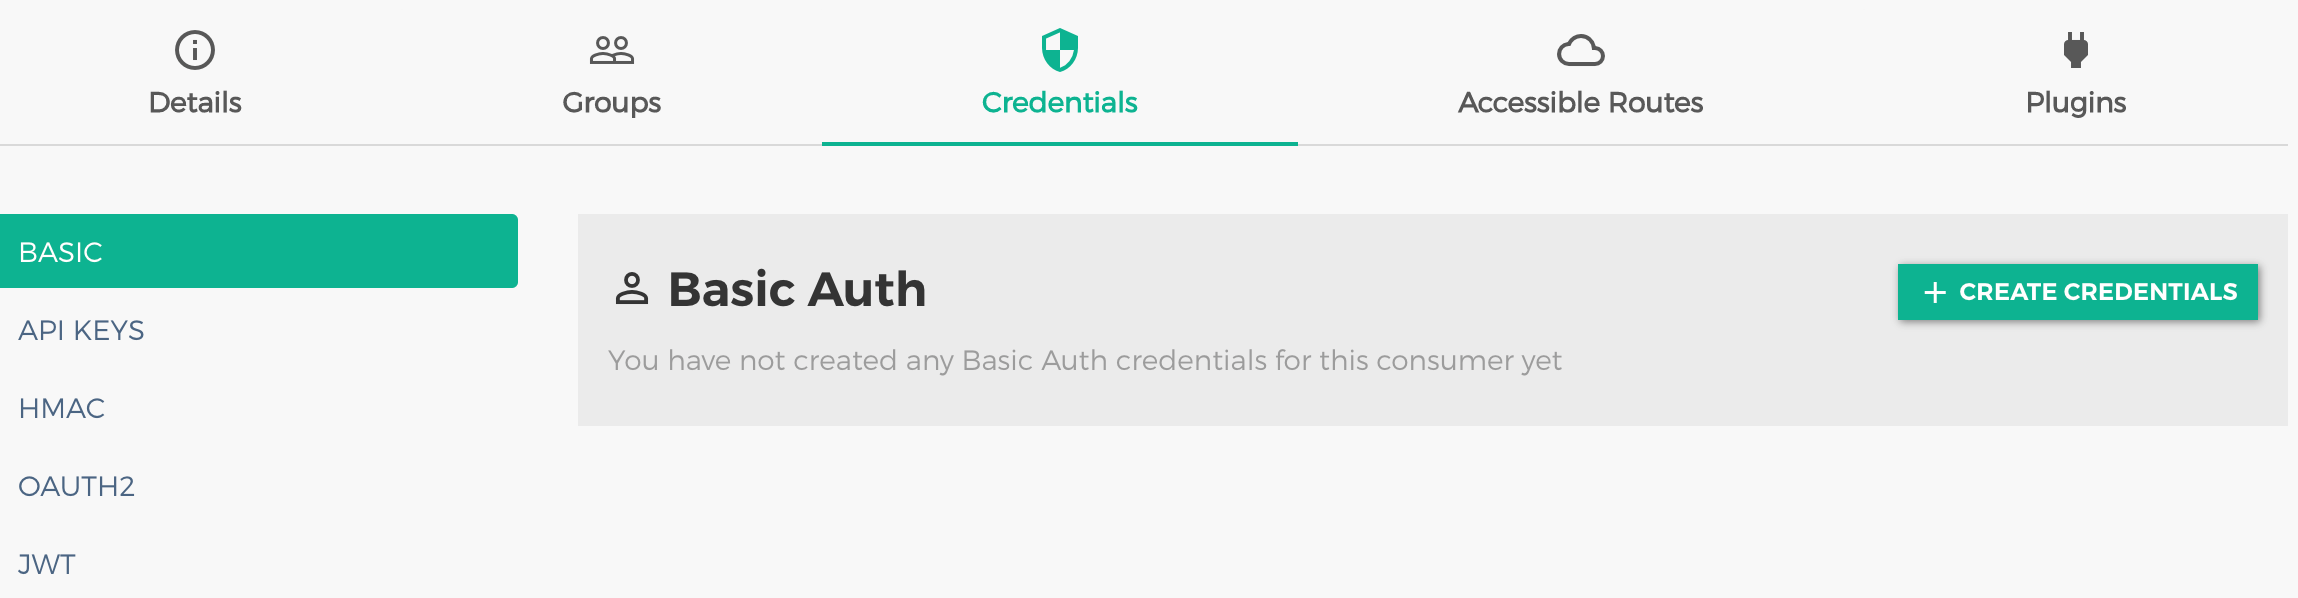 Details
Groups
Credentials
Accessible Routes
Plugins
BASIC
API KEYS
HMAC
OAUTH2
JWT
Basic Auth
CREATE CREDENTIALS
You have not created any Basic Auth credentials for this consumer yet